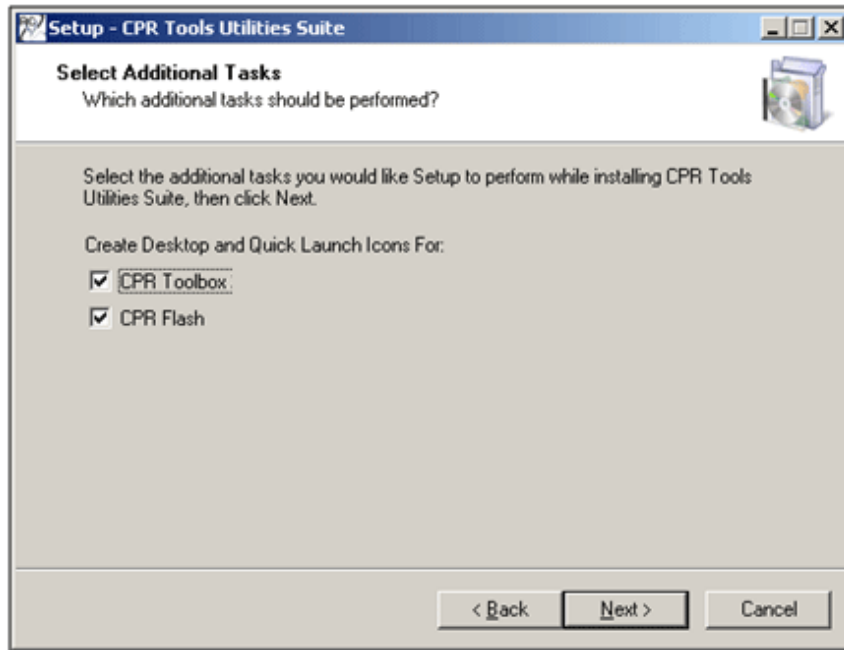 Setup - CPR Tools Utilities Suite
Select Additional Tasks
Which additional tasks should be performed?
Select the additional tasks you would like Setup to perform while installing CPR Tools
Utilities Suite, then click Next.
Create Desktop and Quick Launch Icons For:
CPR Toolbox
CPR Flash
< Back
Next >
Cancel